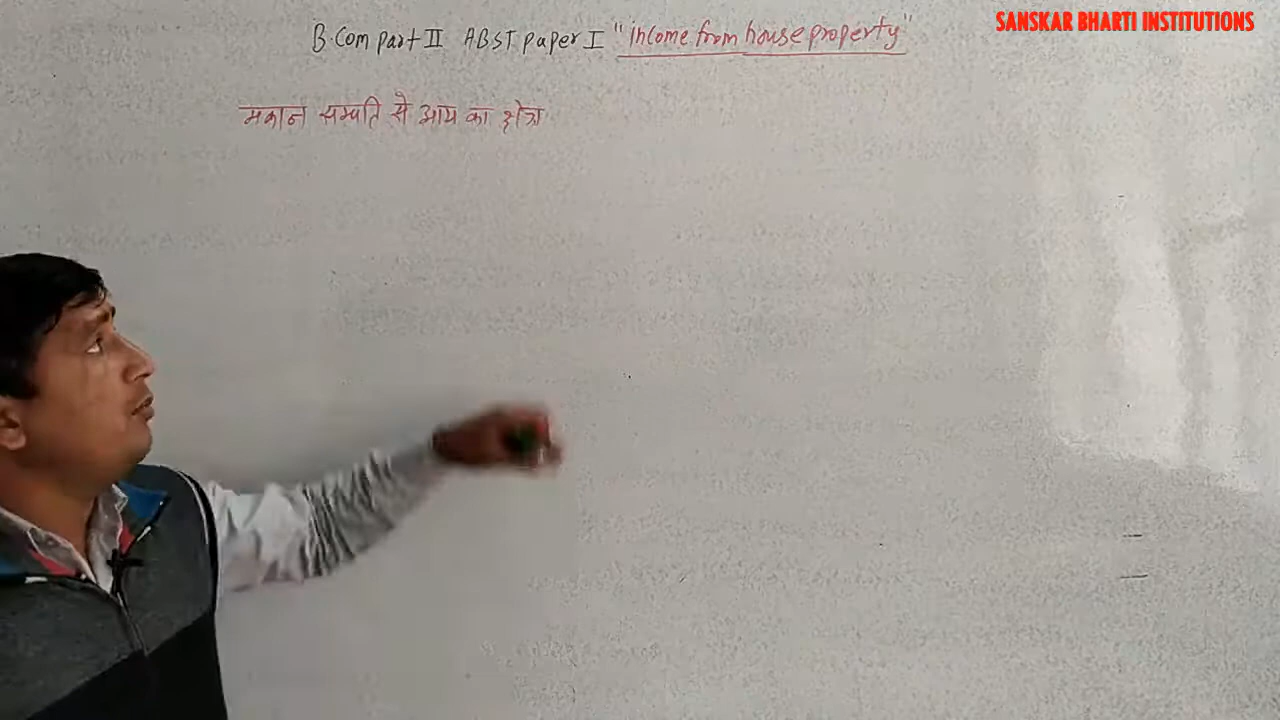 SANSKAR BHARTI INSTITUTIONS
B.Com part II ABST paper I "income from house property"
मकान सम्पति से आय का क्षेत्रा